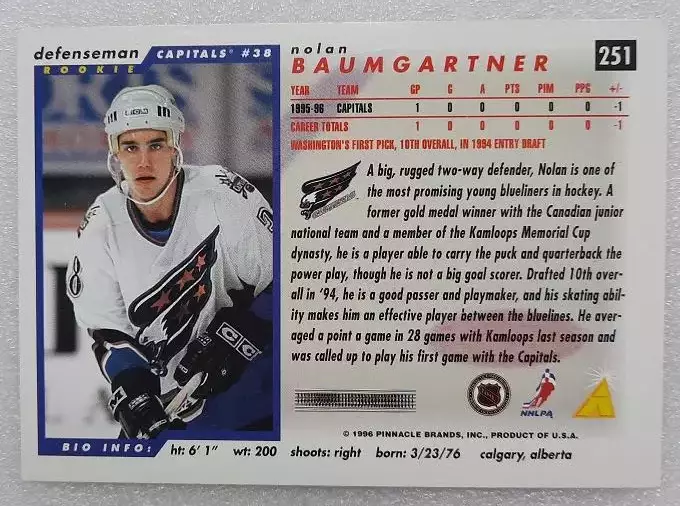 defenseman CAPITALS #38
ROOKIE
nolan
BAUMGARTNER
251
YEAR TEAM GP G A PTS PIM PPG +/-
1995-96 CAPITALS 1 0 0 0 0 0 -1
CAREER TOTALS 1 0 0 0 0 0 -1
WASHINGTON'S FIRST PICK, 10TH OVERALL, IN 1994 ENTRY DRAFT
A big, rugged two-way defender, Nolan is one of
the most promising young blueliners in hockey. A
former gold medal winner with the Canadian junior
national team and a member of the Kamloops Memorial Cup
dynasty, he is a player able to carry the puck and quarterback the
power play, though he is not a big goal scorer. Drafted 10th over-
all in '94, he is a good passer and playmaker, and his skating abil-
ity makes him an effective player between the bluelines. He aver-
aged a point a game in 28 games with Kamloops last season and
was called up to play his first game with the Capitals.
CCM
8
NHL
NHLPA
© 1996 PINNACLE BRANDS, INC., PRODUCT OF U.S.A.
BIO INFO: ht: 6' 1" wt: 200 shoots: right born: 3/23/76 calgary, alberta